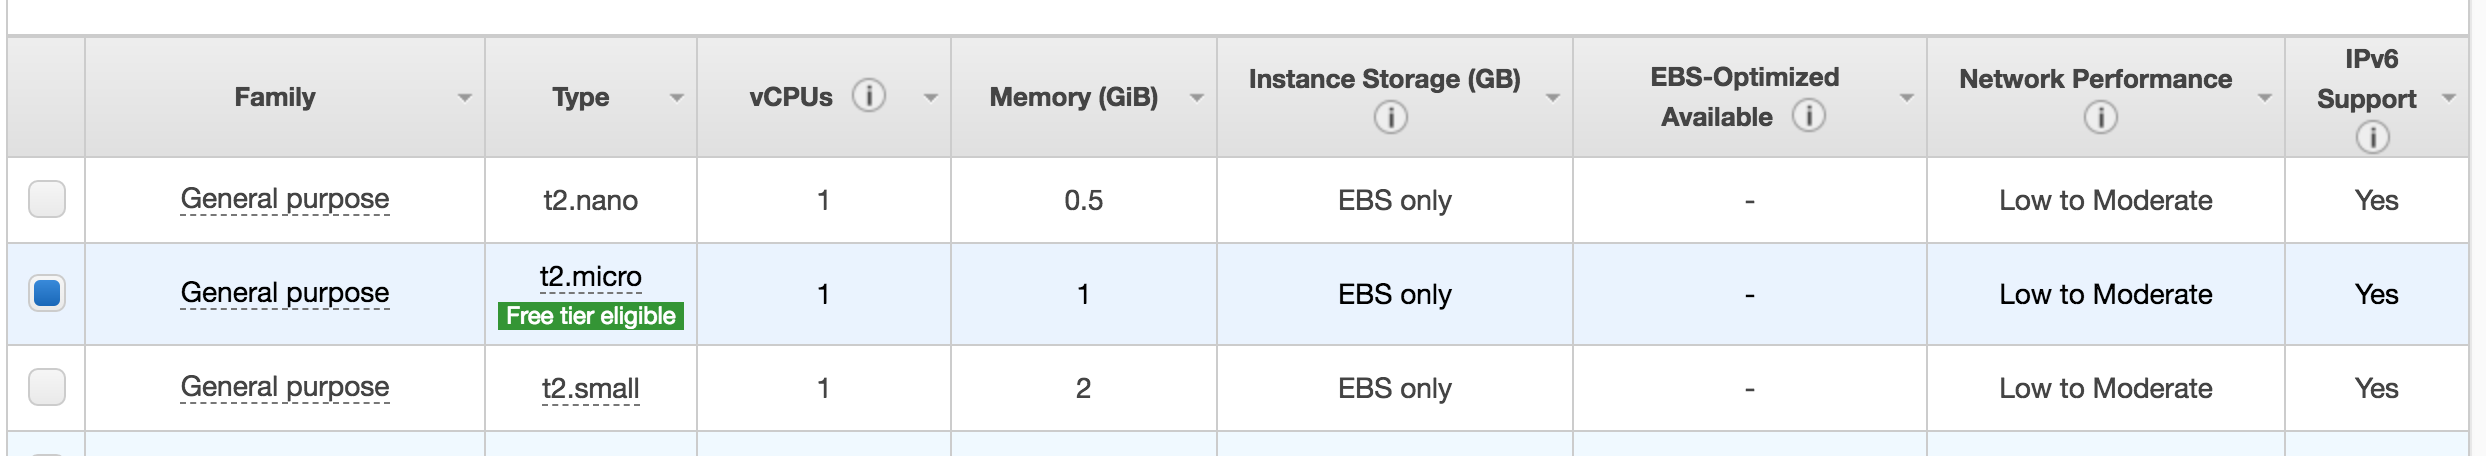 Family Type vCPUs i Memory (GiB) Instance Storage (GB) i EBS-Optimized Available i Network Performance i IPv6 Support i
General purpose t2.nano 1 0.5 EBS only - Low to Moderate Yes
General purpose t2.micro Free tier eligible 1 1 EBS only - Low to Moderate Yes
General purpose t2.small 1 2 EBS only - Low to Moderate Yes